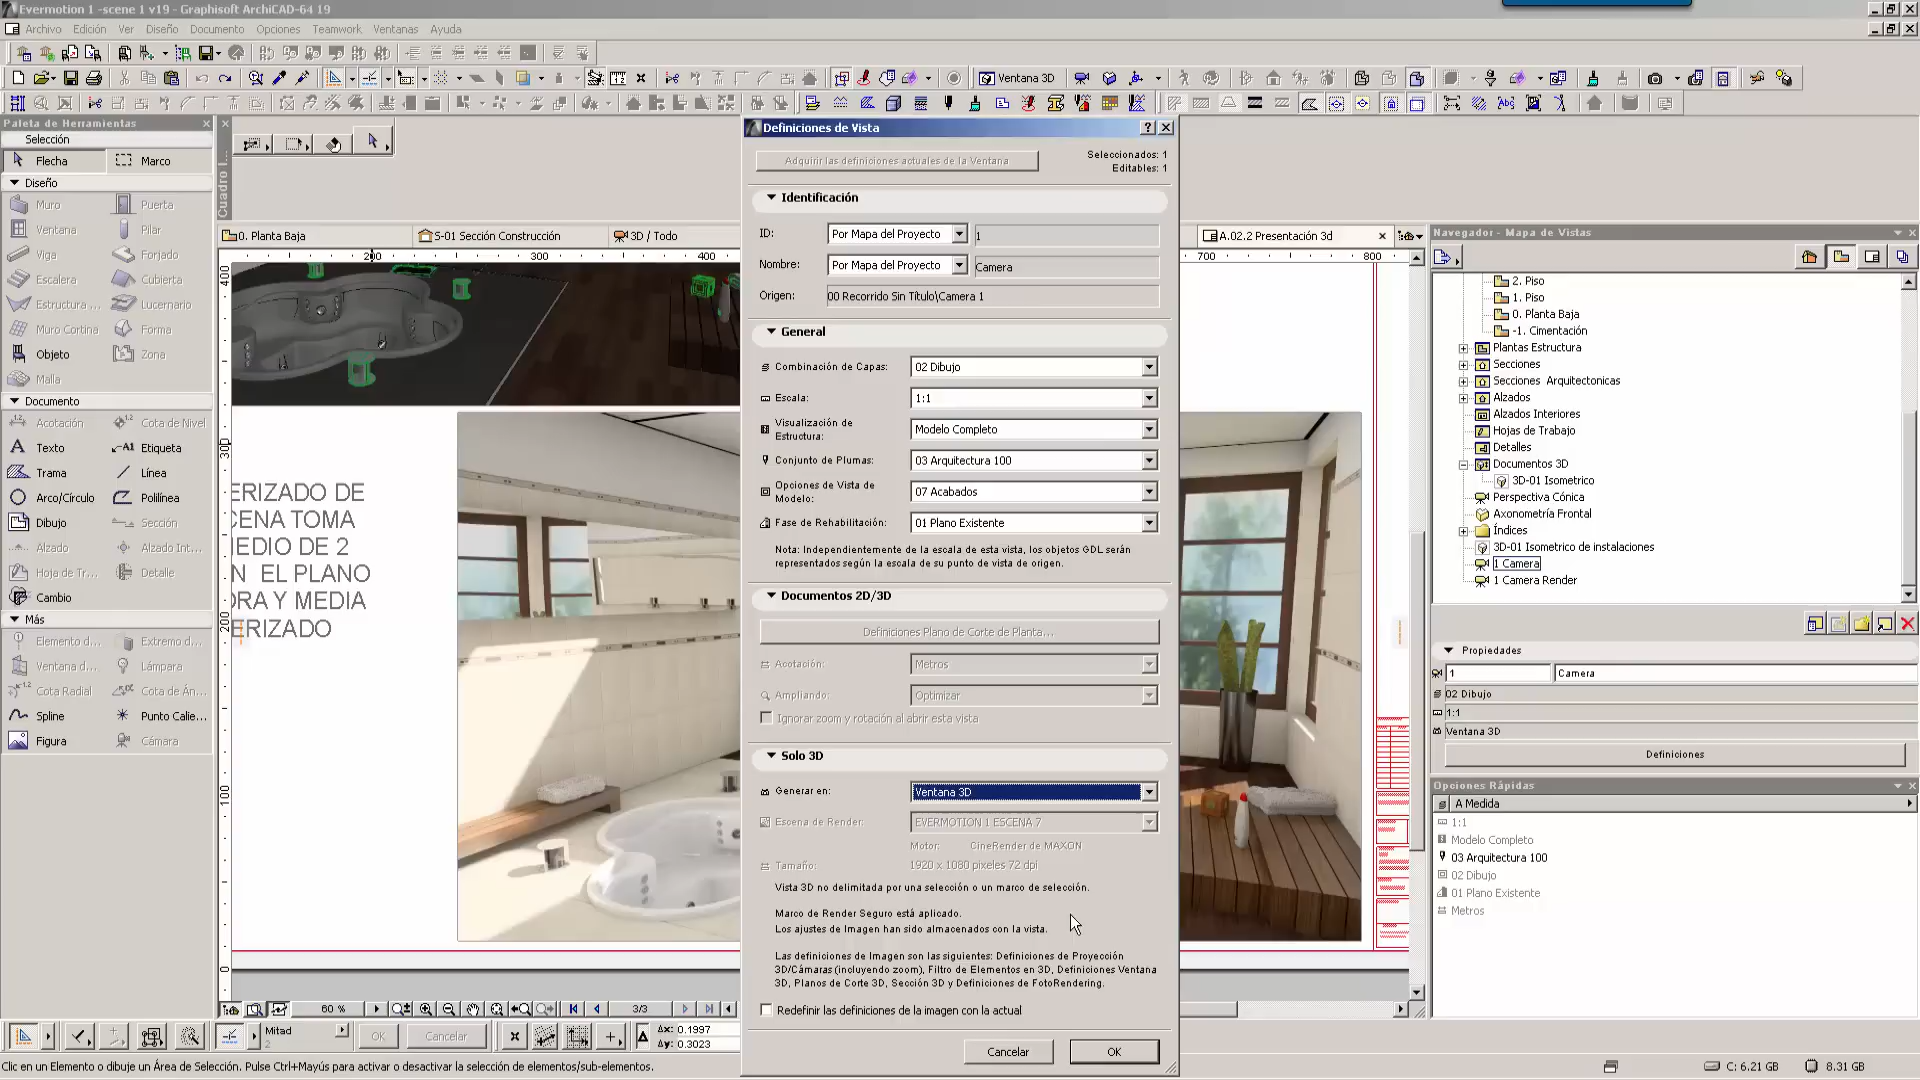 Evermotion 1 -scene 1 v19 - Graphisoft ArchiCAD-64 19
Archivo Edición Ver Diseño Documento Opciones Teamwork Ventanas Ayuda
Ventana 3D
Paleta de Herramientas
Selección
Flecha Marco
Diseño
Muro Puerta
Ventana Pilar
Viga Forjado
Escalera Cubierta
Estructura ... Lucernario
Muro Cortina Forma
Objeto Zona
Malla
Documento
Acotación Cota de Nivel
Texto Etiqueta
Trama Línea
Arco/Círculo Polilínea
Dibujo Sección
Alzado Alzado Int...
Hoja de Tr... Detalle
Cambio
Más
Elemento d... Extremo d...
Ventana d... Lámpara
Cota Radial Cota de Án...
Spline Punto Calie...
Figura Cámara
0. Planta Baja
S-01 Sección Construcción
3D / Todo
A.02.2 Presentación 3d
200 300 400 700 800
400
300
200
100
0
ERIZADO DE
CENA TOMA
MEDIO DE 2
N EL PLANO
ORA Y MEDIA
ERIZADO
Definiciones de Vista
Adquirir las definiciones actuales de la Ventana
Seleccionados: 1
Editables: 1
Identificación
ID: Por Mapa del Proyecto 1
Nombre: Por Mapa del Proyecto Camera
Origen: 00 Recorrido Sin Título\Camera 1
General
Combinación de Capas: 02 Dibujo
Escala: 1:1
Visualización de Estructura: Modelo Completo
Conjunto de Plumas: 03 Arquitectura 100
Opciones de Vista de Modelo: 07 Acabados
Fase de Rehabilitación: 01 Plano Existente
Nota: Independientemente de la escala de esta vista, los objetos GDL serán
representados según la escala de su punto de vista de origen.
Documentos 2D/3D
Definiciones Plano de Corte de Planta...
Acotación: Metros
Ampliando: Optimizar
Ignorar zoom y rotación al abrir esta vista
Solo 3D
Generar en: Ventana 3D
Escena de Render: EVERMOTION 1 ESCENA 7
Motor: CineRender de MAXON
Tamaño: 1920 x 1080 pixeles 72 dpi
Vista 3D no delimitada por una selección o un marco de selección.
Marco de Render Seguro está aplicado.
Los ajustes de Imagen han sido almacenados con la vista.
Las definiciones de Imagen son las siguientes: Definiciones de Proyección
3D/Cámaras (incluyendo zoom), Filtro de Elementos en 3D, Definiciones Ventana
3D, Planos de Corte 3D, Sección 3D y Definiciones de FotoRendering.
Redefinir las definiciones de la imagen con la actual
Cancelar OK
Navegador - Mapa de Vistas
2. Piso
1. Piso
0. Planta Baja
-1. Cimentación
Plantas Estructura
Secciones
Secciones Arquitectonicas
Alzados
Alzados Interiores
Hojas de Trabajo
Detalles
Documentos 3D
3D-01 Isometrico
Perspectiva Cónica
Axonometría Frontal
Índices
3D-01 Isometrico de instalaciones
1 Camera
1 Camera Render
Propiedades
1 Camera
02 Dibujo
1:1
Ventana 3D
Definiciones
Opciones Rápidas
A Medida
1:1
Modelo Completo
03 Arquitectura 100
02 Dibujo
01 Plano Existente
Metros
60 % 3/3
Mitad
2
OK Cancelar
Δx: 0.1997
Δy: 0.3023
Clic en un Elemento o dibuje un Área de Selección. Pulse Ctrl+Mayús para activar o desactivar la selección de elementos/sub-elementos.
C: 6.21 GB 8.31 GB